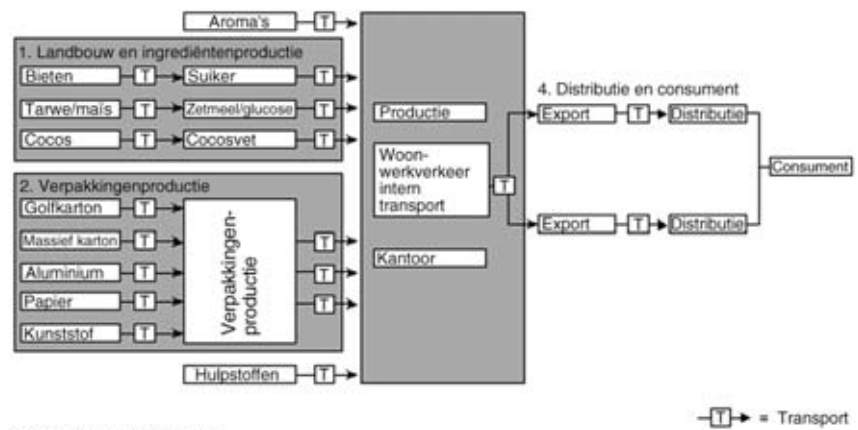 Aroma's T
1. Landbouw en ingrediëntenproductie
Bieten T Suiker T
Tarwe/maïs T Zetmeel/glucose T
Cocos T Cocosvet T
2. Verpakkingenproductie
Golfkarton T
Massief karton T
Aluminium T
Papier T
Kunststof T
Verpakkingen-
productie
T
T
T
Hulpstoffen T
Productie
Woon-
werkverkeer
intern
transport
T
Kantoor
4. Distributie en consument
Export T Distributie
Consument
Export T Distributie
T = Transport